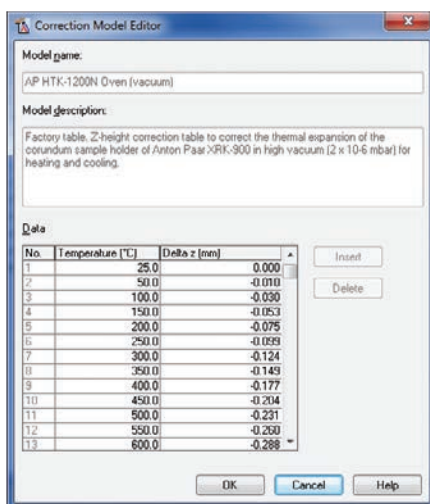 Correction Model Editor
Model name:
AP HTK-1200N Oven (vacuum)
Model description:
Factory table, Z-height correction table to correct the thermal expansion of the
corundum sample holder of Anton Paar XRK-900 in high vacuum (2 x 10-6 mbar) for
heating and cooling.
Data
No. Temperature (°C) Delta z (mm)
1 25.0 0.000
2 50.0 -0.010
3 100.0 -0.030
4 150.0 -0.053
5 200.0 -0.075
6 250.0 -0.099
7 300.0 -0.124
8 350.0 -0.149
9 400.0 -0.177
10 450.0 -0.204
11 500.0 -0.231
12 550.0 -0.260
13 600.0 -0.288
Insert
Delete
OK Cancel Help